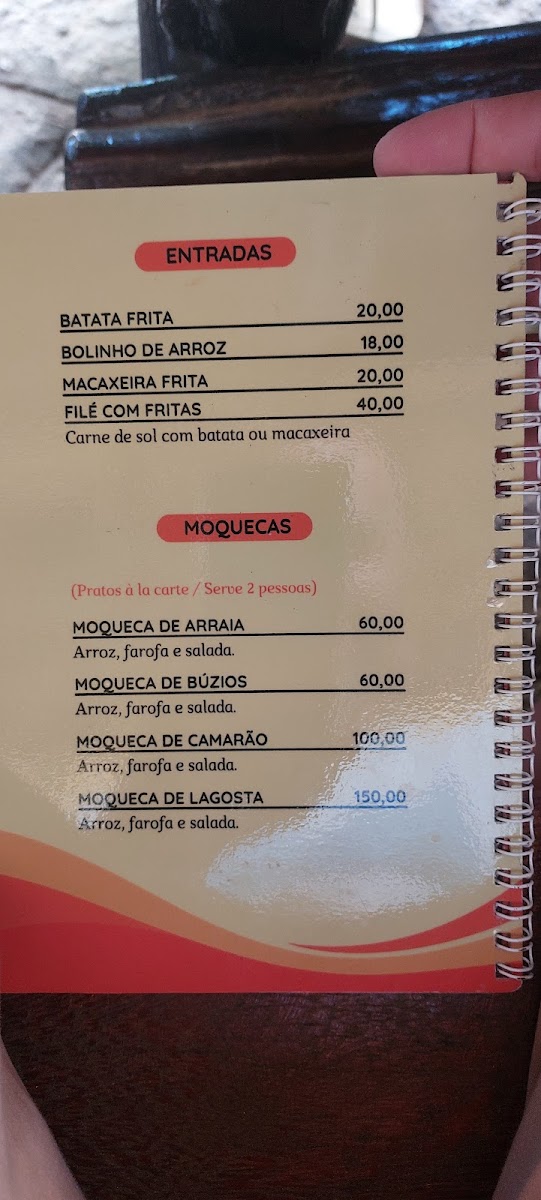 ENTRADAS
BATATA FRITA 20,00
BOLINHO DE ARROZ 18,00
MACAXEIRA FRITA 20,00
FILÉ COM FRITAS 40,00
Carne de sol com batata ou macaxeira
MOQUECAS
(Pratos à la carte / Serve 2 pessoas)
MOQUECA DE ARRAIA 60,00
Arroz, farofa e salada.
MOQUECA DE BÚZIOS 60,00
Arroz, farofa e salada.
MOQUECA DE CAMARÃO 100,00
Arroz, farofa e salada.
MOQUECA DE LAGOSTA 150,00
Arroz, farofa e salada.